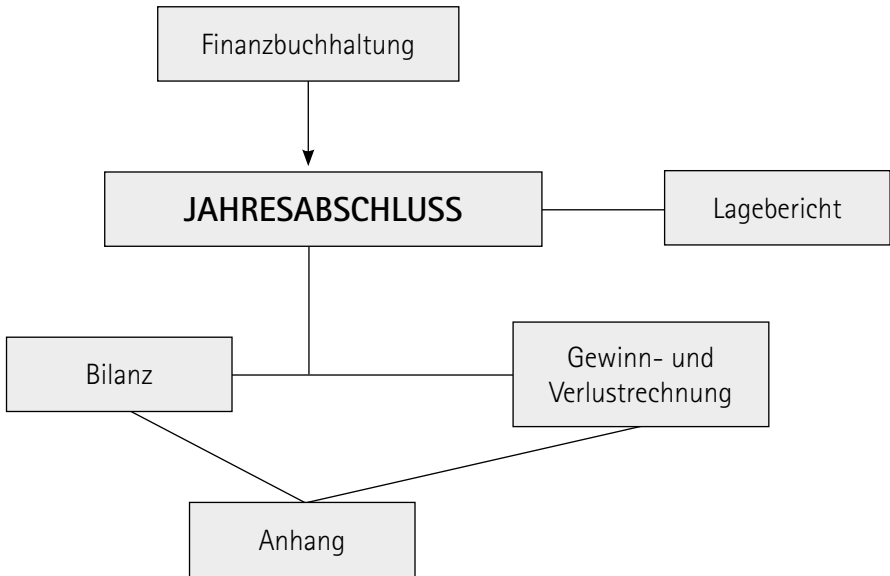 Finanzbuchhaltung
JAHRESABSCHLUSS
Lagebericht
Bilanz
Gewinn- und
Verlustrechnung
Anhang